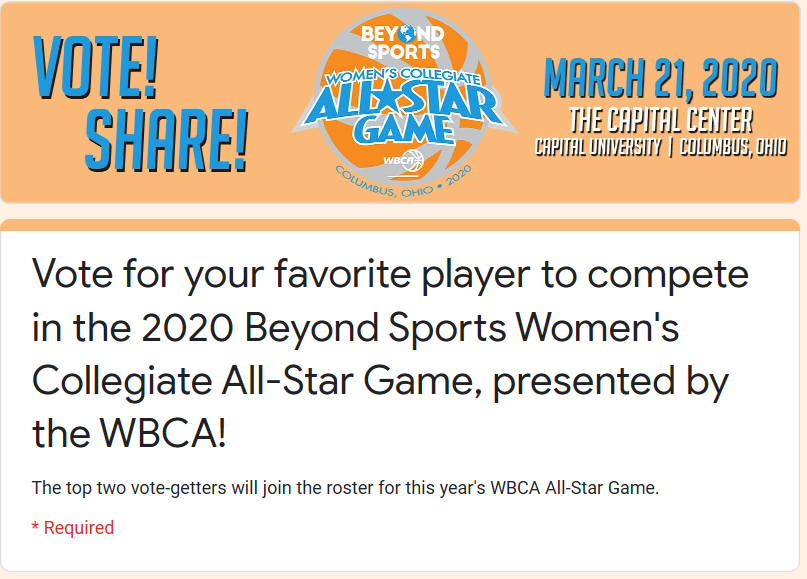 VOTE!
SHARE!
BEYOND
SPORTS
WOMEN'S COLLEGIATE
ALL★STAR
GAME
WBCA
COLUMBUS, OHIO • 2020
MARCH 21, 2020
THE CAPITAL CENTER
CAPITAL UNIVERSITY | COLUMBUS, OHIO
Vote for your favorite player to compete
in the 2020 Beyond Sports Women's
Collegiate All-Star Game, presented by
the WBCA!
The top two vote-getters will join the roster for this year's WBCA All-Star Game.
* Required